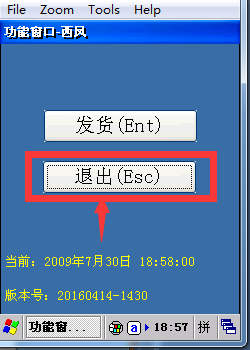 File Zoom Tools Help
功能窗口-西风
发货(Ent)
退出(Esc)
当前：2009年7月30日 18:58:00
版本号：20160414-1430
功能窗... a 18:57 拼